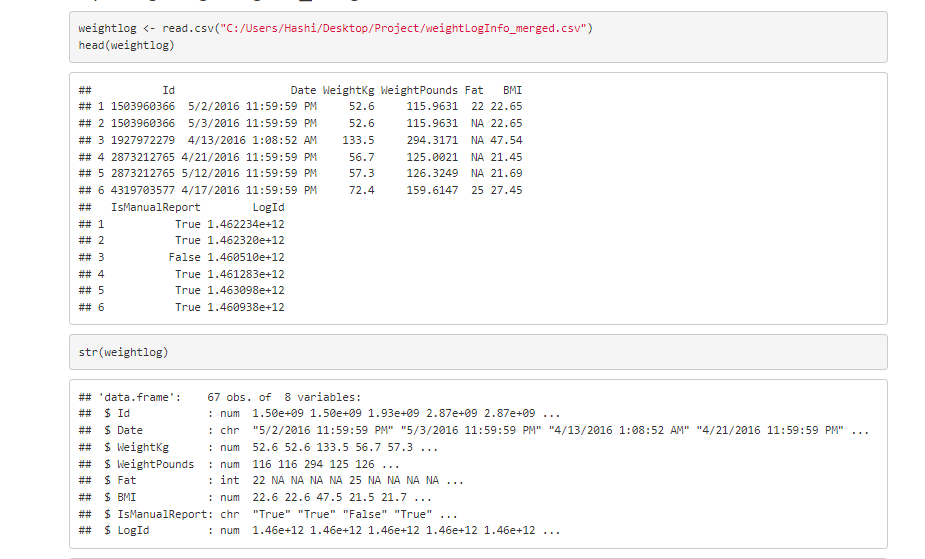 weightlog <- read.csv("C:/Users/Hashi/Desktop/Project/weightLogInfo_merged.csv")
head(weightlog)
##           Id                  Date WeightKg WeightPounds Fat   BMI
## 1 1503960366  5/2/2016 11:59:59 PM     52.6     115.9631  22 22.65
## 2 1503960366  5/3/2016 11:59:59 PM     52.6     115.9631  NA 22.65
## 3 1927972279  4/13/2016 1:08:52 AM    133.5     294.3171  NA 47.54
## 4 2873212765 4/21/2016 11:59:59 PM     56.7     125.0021  NA 21.45
## 5 2873212765 5/12/2016 11:59:59 PM     57.3     126.3249  NA 21.69
## 6 4319703577 4/17/2016 11:59:59 PM     72.4     159.6147  25 27.45
##   IsManualReport        LogId
## 1           True 1.462234e+12
## 2           True 1.462320e+12
## 3          False 1.460510e+12
## 4           True 1.461283e+12
## 5           True 1.463098e+12
## 6           True 1.460938e+12
str(weightlog)
## 'data.frame':    67 obs. of  8 variables:
##  $ Id            : num  1.50e+09 1.50e+09 1.93e+09 2.87e+09 2.87e+09 ...
##  $ Date          : chr  "5/2/2016 11:59:59 PM" "5/3/2016 11:59:59 PM" "4/13/2016 1:08:52 AM" "4/21/2016 11:59:59 PM" ...
##  $ WeightKg      : num  52.6 52.6 133.5 56.7 57.3 ...
##  $ WeightPounds  : num  116 116 294 125 126 ...
##  $ Fat           : int  22 NA NA NA NA 25 NA NA NA NA ...
##  $ BMI           : num  22.6 22.6 47.5 21.5 21.7 ...
##  $ IsManualReport: chr  "True" "True" "False" "True" ...
##  $ LogId         : num  1.46e+12 1.46e+12 1.46e+12 1.46e+12 1.46e+12 ...